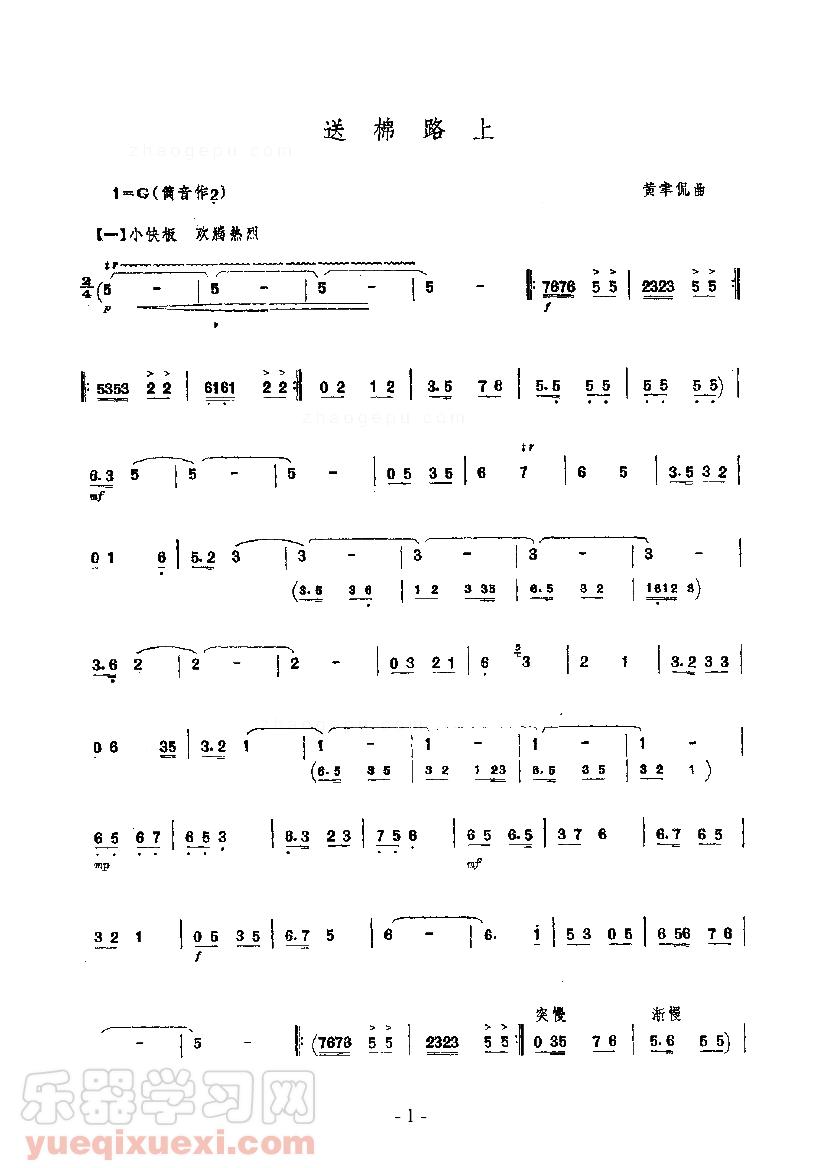 送棉路上
zhaogepu.com
1=G(筒音作2)
黄聿侃曲
【一】小快板 欢腾热烈
tr
2/4 (5 - | 5 - | 5 - | 5 - ‖: 7676 5 5 | 2323 5 5 :‖
p f
‖: 5353 2 2 | 6161 2 2 :‖ 0 2 1 2 | 3.5 7 6 | 5.5 5 5 | 5 5 5 5) |
zhaogepu.com
tr
6.3 5 | 5 - | 5 - | 0 5 3 5 | 6 7 | 6 5 | 3.5 3 2 |
mf
0 1 6 | 5.2 3 | 3 - | 3 - | 3 - | 3 - |
(3.5 3 6 | 1 2 3 35 | 6.5 3 2 | 1612 3)
3.6 2 | 2 - | 2 - | 0 3 2 1 | 6 3 | 2 1 | 3.2 3 3 |
zhaogepu.com
0 6 35 | 3.2 1 | 1 - | 1 - | 1 - | 1 - |
(6.5 3 5 | 3 2 1 23 | 6.5 3 5 | 3 2 1 )
6 5 6 7 | 6 5 3 | 6.3 2 3 | 7 5 6 | 6 5 6.5 | 3 7 6 | 6.7 6 5 |
mp mf
3 2 1 | 0 5 3 5 | 6.7 5 | 6 - | 6. 1 | 5 3 0 5 | 6 56 7 6 |
f
突慢 渐慢
- | 5 - ‖: (7676 5 5 | 2323 5 5 :‖ 0 35 7 6 | 5.6 5 5) |
- 1 -
乐器学习网
yueqixuexi.com